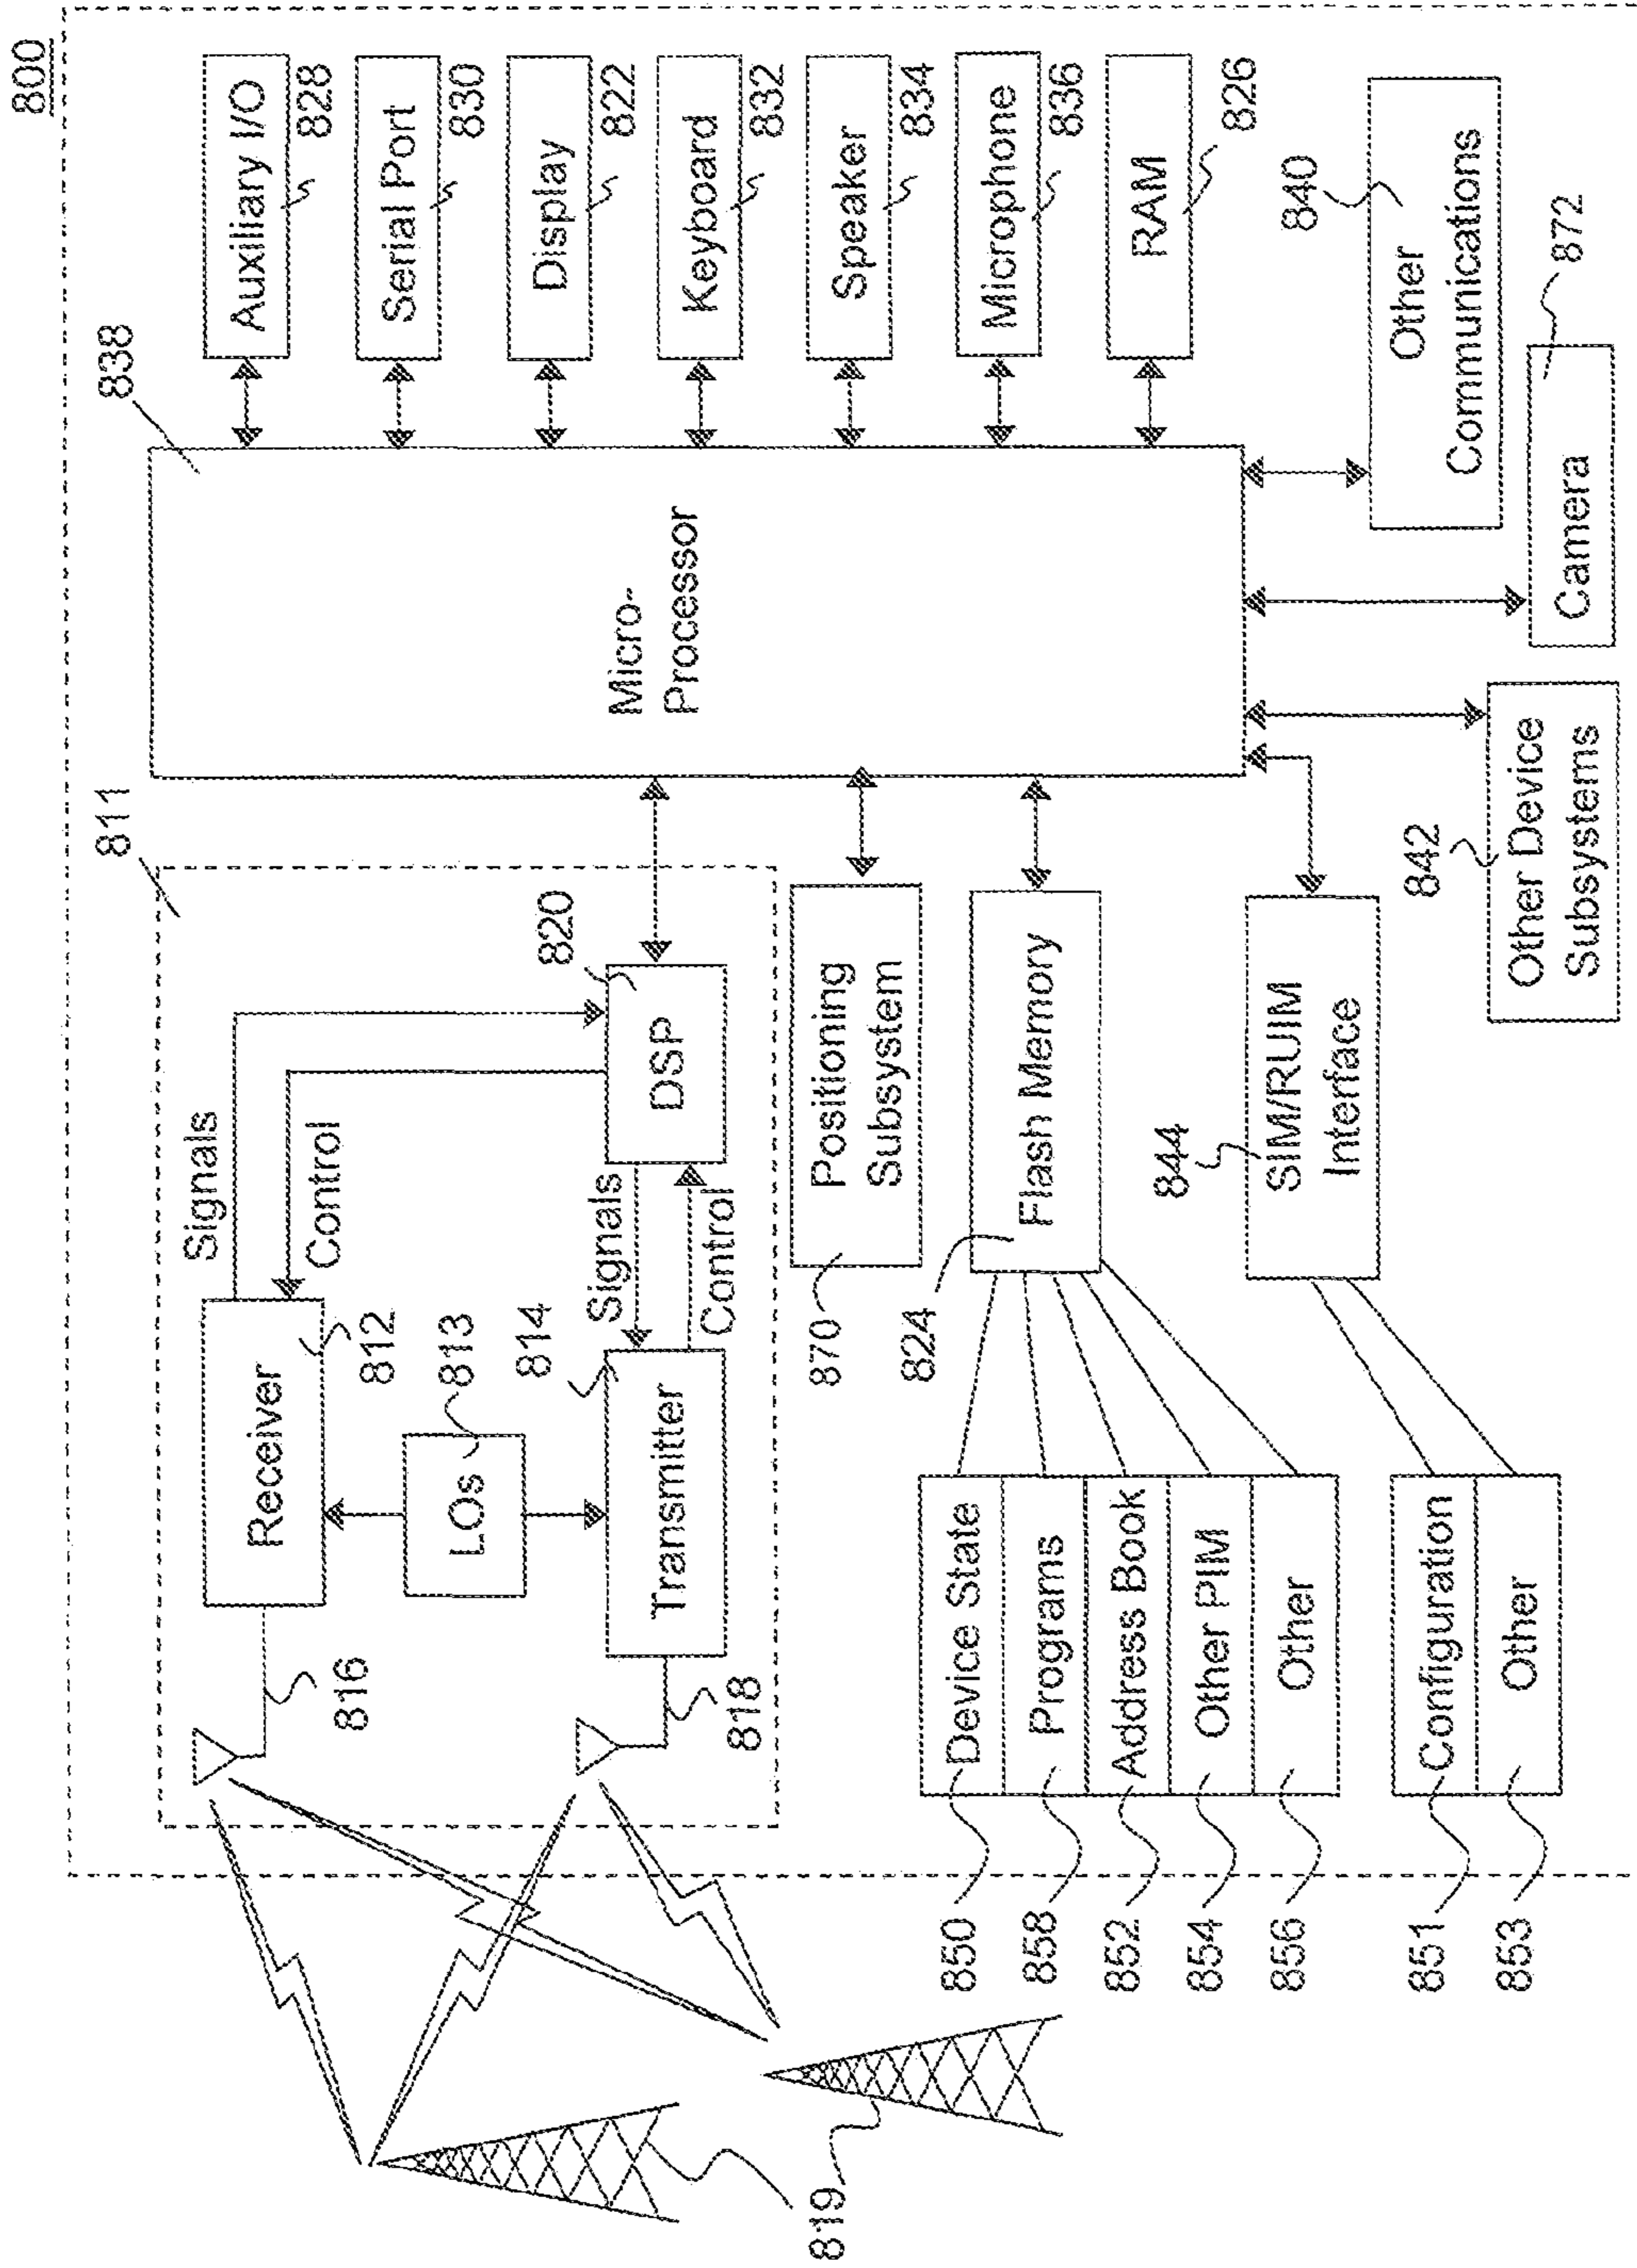 800
838
811
Auxiliary I/O
828
Serial Port
830
Display
822
Keyboard
832
Speaker
834
Microphone
836
RAM
826
Other
Communications
840
Camera
872
Micro-
Processor
Other Device
Subsystems
842
Signals
Control
820
DSP
Signals
Control
Receiver
812
LOs
813
814
Transmitter
816
818
819
Positioning
Subsystem
870
Flash Memory
824
SIM/RUIM
Interface
844
Device State
Programs
Address Book
Other PIM
Other
850
858
852
854
856
Configuration
Other
851
853